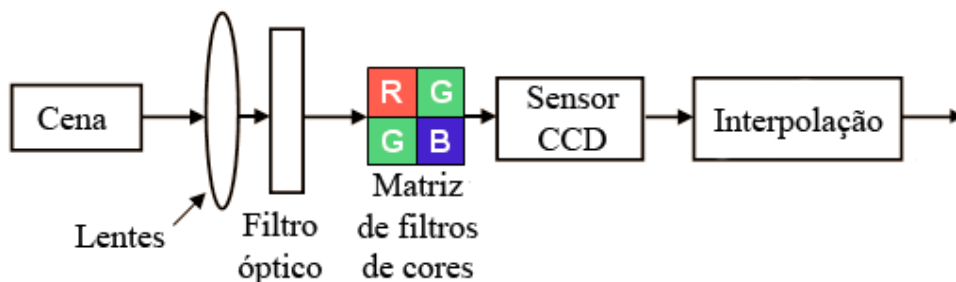 Cena
Lentes
Filtro
óptico
R G
G B
Matriz
de filtros
de cores
Sensor
CCD
Interpolação